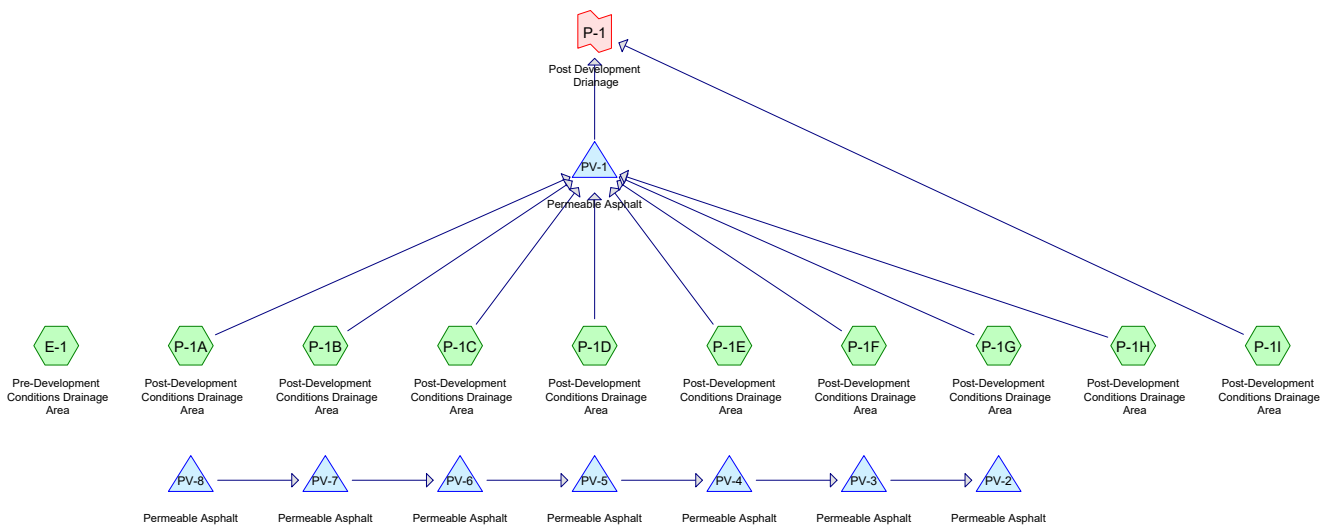 P-1
Post Development
Drianage
PV-1
Permeable Asphalt
E-1
P-1A
P-1B
P-1C
P-1D
P-1E
P-1F
P-1G
P-1H
P-1I
Pre-Development
Conditions Drainage
Area
Post-Development
Conditions Drainage
Area
Post-Development
Conditions Drainage
Area
Post-Development
Conditions Drainage
Area
Post-Development
Conditions Drainage
Area
Post-Development
Conditions Drainage
Area
Post-Development
Conditions Drainage
Area
Post-Development
Conditions Drainage
Area
Post-Development
Conditions Drainage
Area
Post-Development
Conditions Drainage
Area
PV-8
PV-7
PV-6
PV-5
PV-4
PV-3
PV-2
Permeable Asphalt
Permeable Asphalt
Permeable Asphalt
Permeable Asphalt
Permeable Asphalt
Permeable Asphalt
Permeable Asphalt